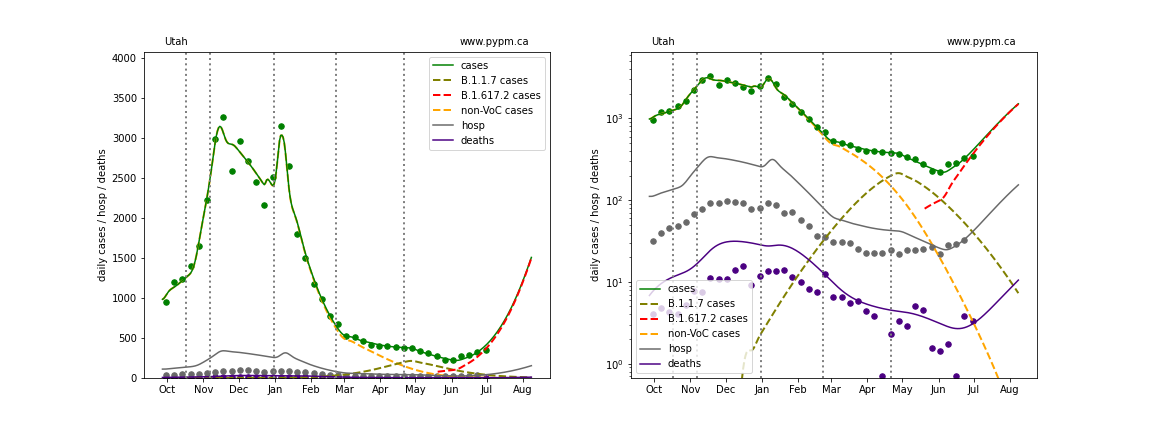 Utah www.pypm.ca
4000
3500
3000
2500
2000
1500
1000
500
0
daily cases / hosp / deaths
cases
B.1.1.7 cases
B.1.617.2 cases
non-VoC cases
hosp
deaths
Oct Nov Dec Jan Feb Mar Apr May Jun Jul Aug
Utah www.pypm.ca
10³
10²
10¹
10⁰
daily cases / hosp / deaths
cases
B.1.1.7 cases
B.1.617.2 cases
non-VoC cases
hosp
deaths
Oct Nov Dec Jan Feb Mar Apr May Jun Jul Aug